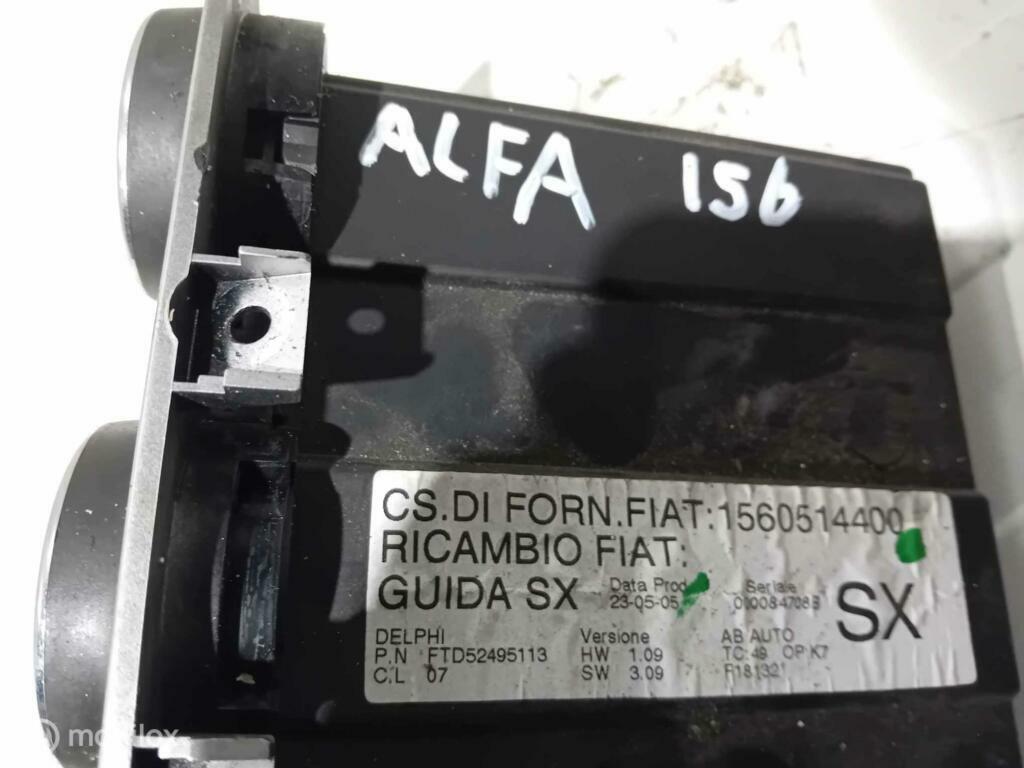 ALFA 156
CS.DI FORN.FIAT:1560514400
RICAMBIO FIAT:
GUIDA SX
Data Prod
23-05-05
Seriale
SX
DELPHI
P.N FTD52495113
C.L 07
Versione
HW 1.09
SW 3.09
AB AUTO
TC:49 OP K7
F181321